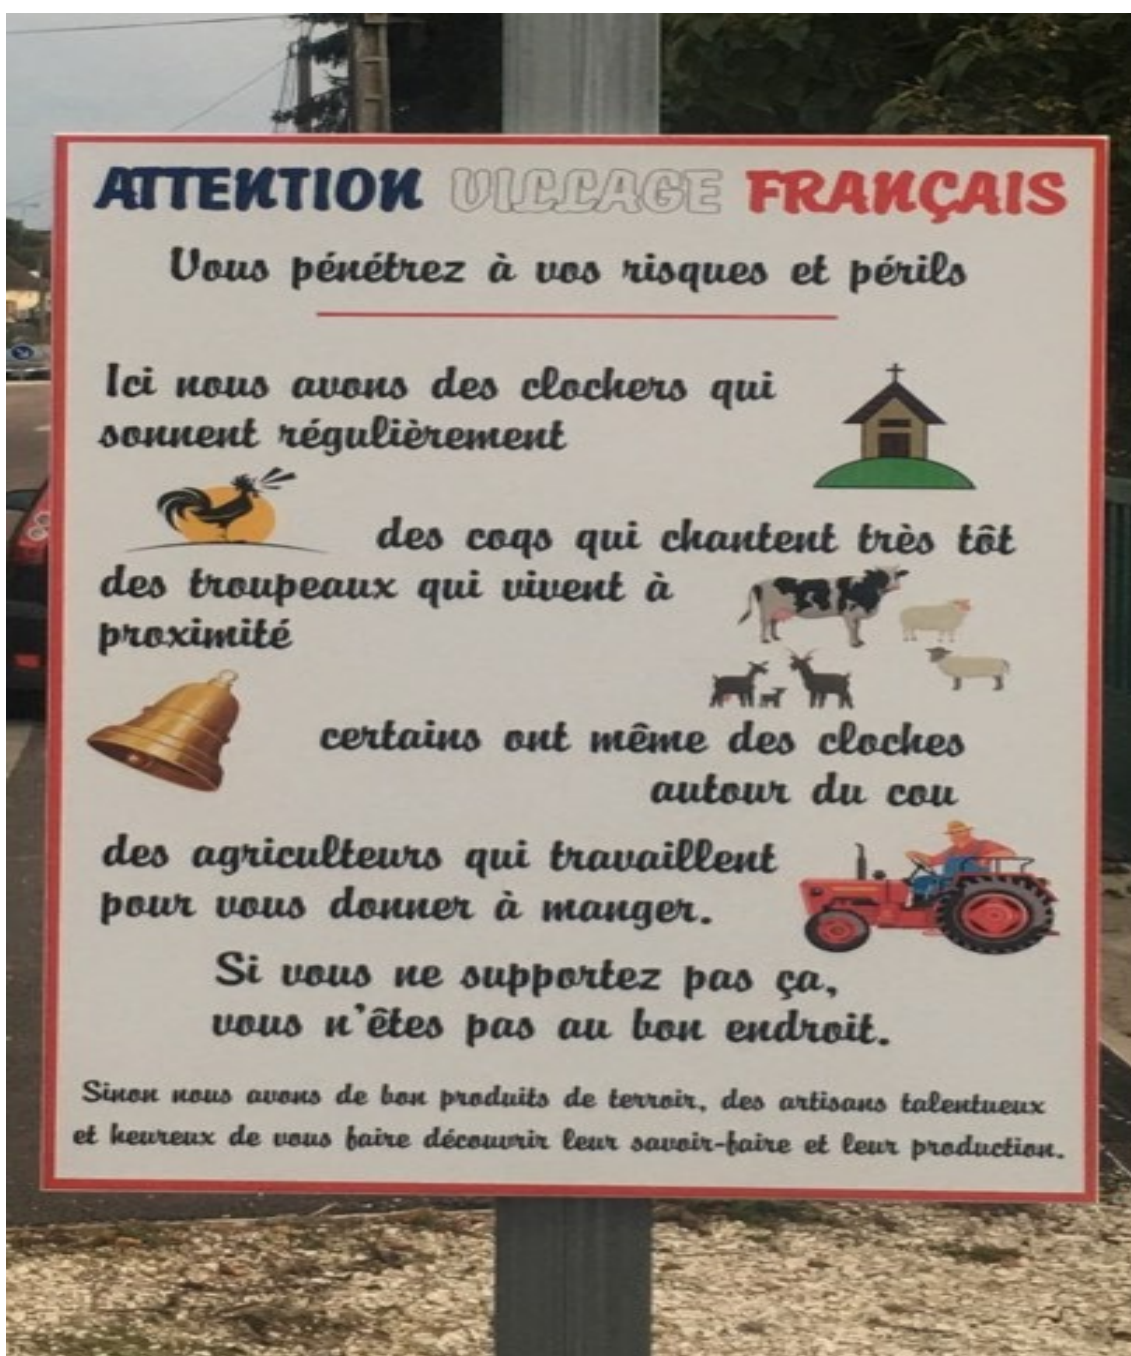 ATTENTION VILLAGE FRANÇAIS
Vous pénétrez à vos risques et périls
Ici nous avons des clochers qui
sonnent régulièrement
des coqs qui chantent très tôt
des troupeaux qui vivent à
proximité
certains ont même des cloches
autour du cou
des agriculteurs qui travaillent
pour vous donner à manger.
Si vous ne supportez pas ça,
vous n'êtes pas au bon endroit.
Sinon nous avons de bon produits de terroir, des artisans talentueux
et heureux de vous faire découvrir leur savoir-faire et leur production.